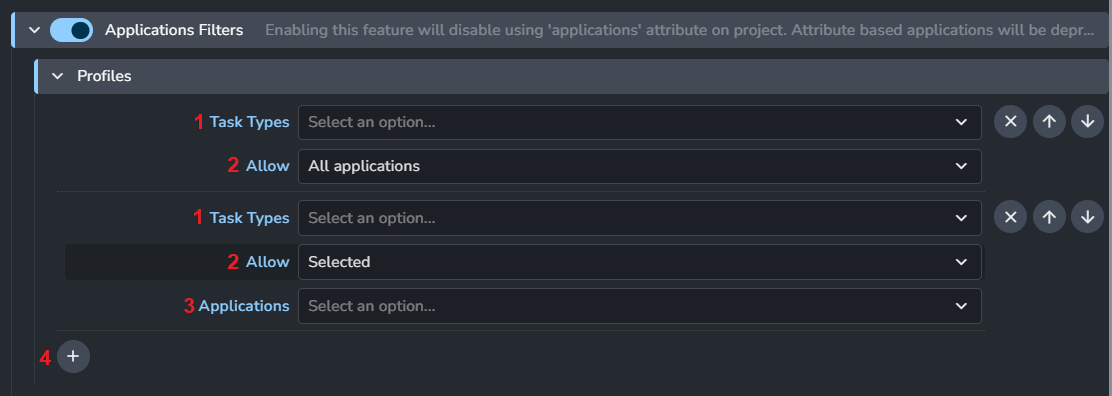 Applications Filters Enabling this feature will disable using 'applications' attribute on project. Attribute based applications will be depr...
Profiles
1 Task Types Select an option...
2 Allow All applications
1 Task Types Select an option...
2 Allow Selected
3 Applications Select an option...
4 +